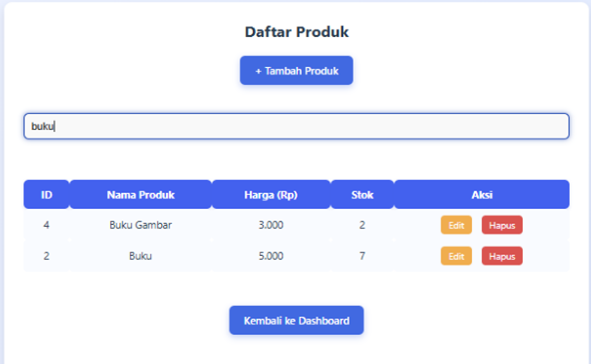 Daftar Produk
+ Tambah Produk
buku
ID Nama Produk Harga (Rp) Stok Aksi
4 Buku Gambar 3.000 2 Edit Hapus
2 Buku 5.000 7 Edit Hapus
Kembali ke Dashboard